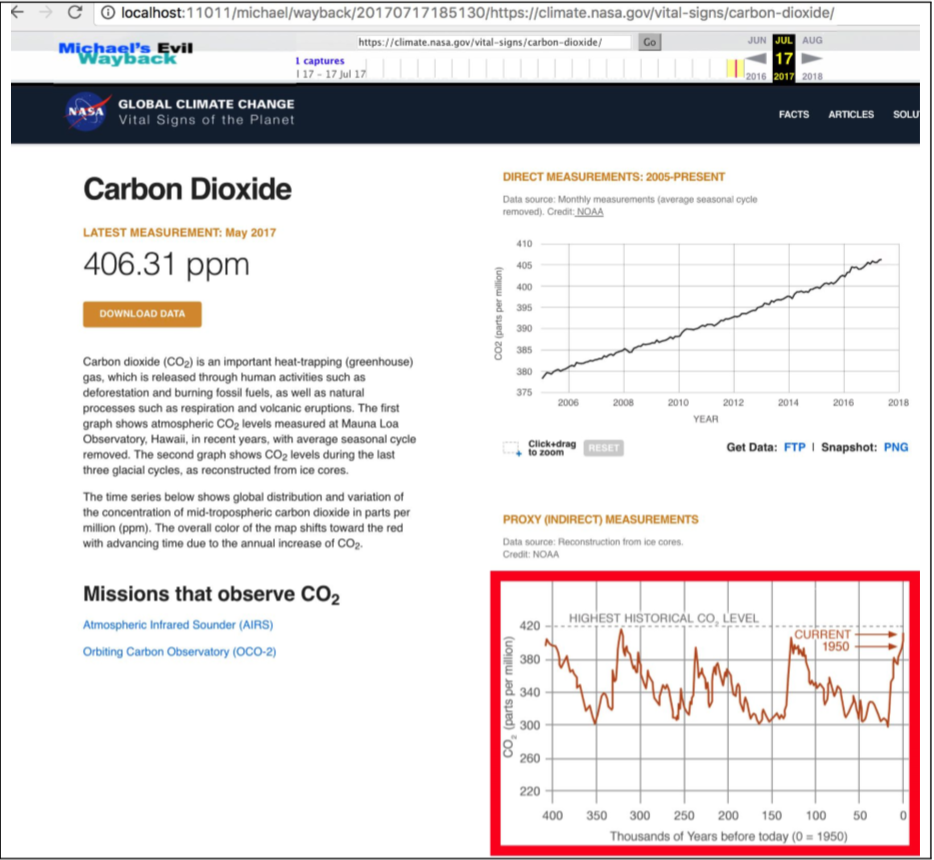 localhost:11011/michael/wayback/20170717185130/https://climate.nasa.gov/vital-signs/carbon-dioxide/
Michael's Evil
Wayback
https://climate.nasa.gov/vital-signs/carbon-dioxide/ Go
JUN JUL AUG
1 captures
17
l 17 - 17 Jul 17
2016 2017 2018
NASA
GLOBAL CLIMATE CHANGE
Vital Signs of the Planet
FACTS ARTICLES SOLU
Carbon Dioxide
LATEST MEASUREMENT: May 2017
406.31 ppm
DOWNLOAD DATA
Carbon dioxide (CO2) is an important heat-trapping (greenhouse)
gas, which is released through human activities such as
deforestation and burning fossil fuels, as well as natural
processes such as respiration and volcanic eruptions. The first
graph shows atmospheric CO2 levels measured at Mauna Loa
Observatory, Hawaii, in recent years, with average seasonal cycle
removed. The second graph shows CO2 levels during the last
three glacial cycles, as reconstructed from ice cores.
The time series below shows global distribution and variation of
the concentration of mid-tropospheric carbon dioxide in parts per
million (ppm). The overall color of the map shifts toward the red
with advancing time due to the annual increase of CO2.
Missions that observe CO2
Atmospheric Infrared Sounder (AIRS)
Orbiting Carbon Observatory (OCO-2)
DIRECT MEASUREMENTS: 2005-PRESENT
Data source: Monthly measurements (average seasonal cycle
removed). Credit: NOAA
CO2 (parts per million)
410
405
400
395
390
385
380
375
2006 2008 2010 2012 2014 2016 2018
YEAR
Click+drag
to zoom
RESET
Get Data: FTP | Snapshot: PNG
PROXY (INDIRECT) MEASUREMENTS
Data source: Reconstruction from ice cores.
Credit: NOAA
HIGHEST HISTORICAL CO2 LEVEL
CURRENT
1950
CO2 (parts per million)
420
380
340
300
260
220
400 350 300 250 200 150 100 50 0
Thousands of Years before today (0 = 1950)